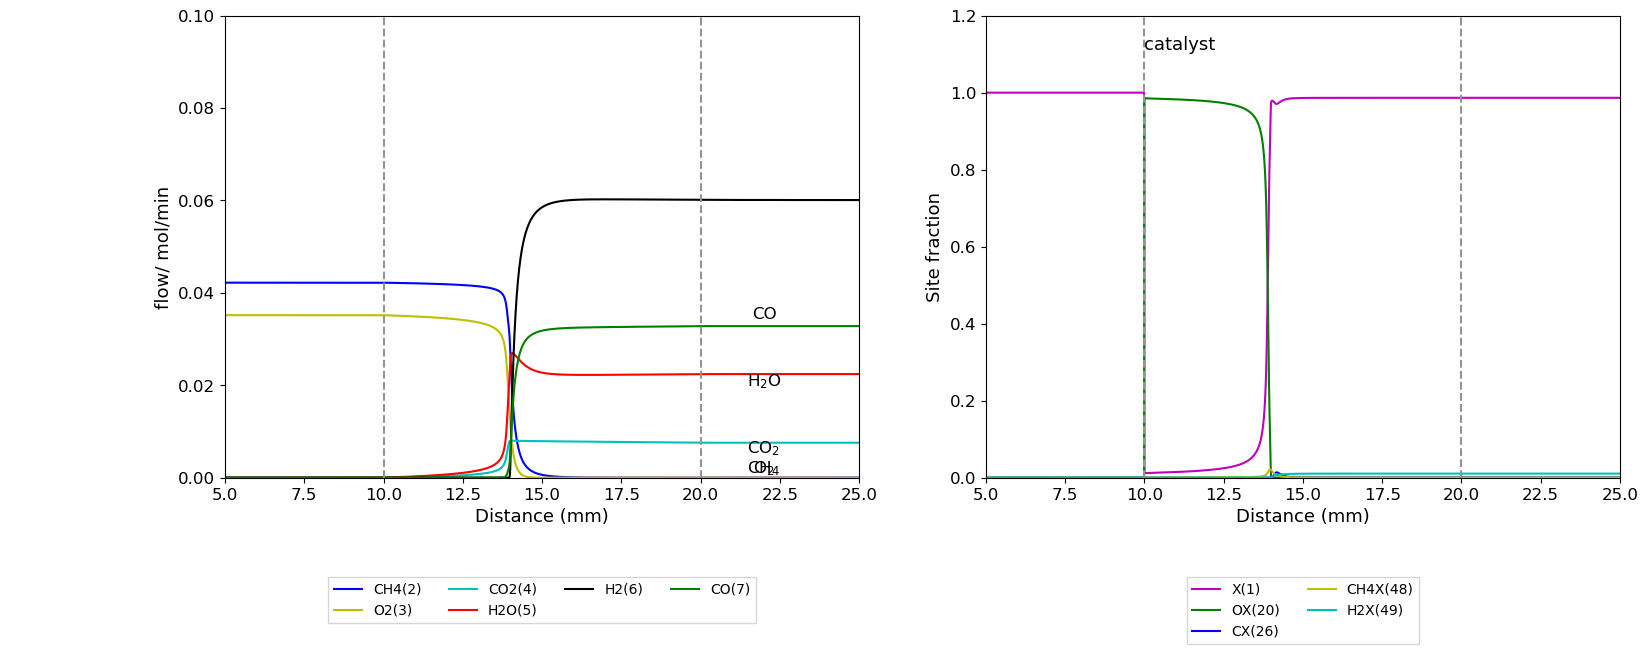 0.10
0.08
0.06
0.04
0.02
0.00
flow/ mol/min
CO
H₂O
CO₂
CH₄
O₂
5.0 7.5 10.0 12.5 15.0 17.5 20.0 22.5 25.0
Distance (mm)
CH4(2) CO2(4) H2(6) CO(7)
O2(3) H2O(5)
1.2
1.0
0.8
0.6
0.4
0.2
0.0
Site fraction
catalyst
5.0 7.5 10.0 12.5 15.0 17.5 20.0 22.5 25.0
Distance (mm)
X(1) CH4X(48)
OX(20) H2X(49)
CX(26)